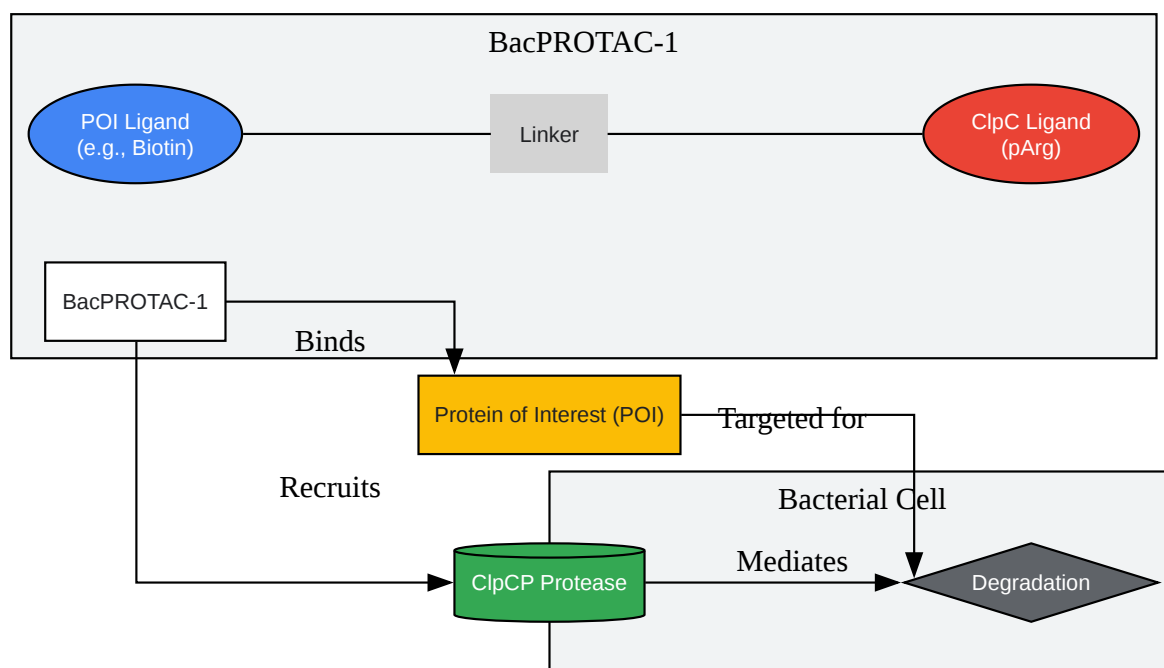 BacPROTAC-1
POI Ligand
(e.g., Biotin)
Linker
ClpC Ligand
(pArg)
BacPROTAC-1
Binds
Protein of Interest (POI)
Targeted for
Recruits
Bacterial Cell
ClpCP Protease
Mediates
Degradation